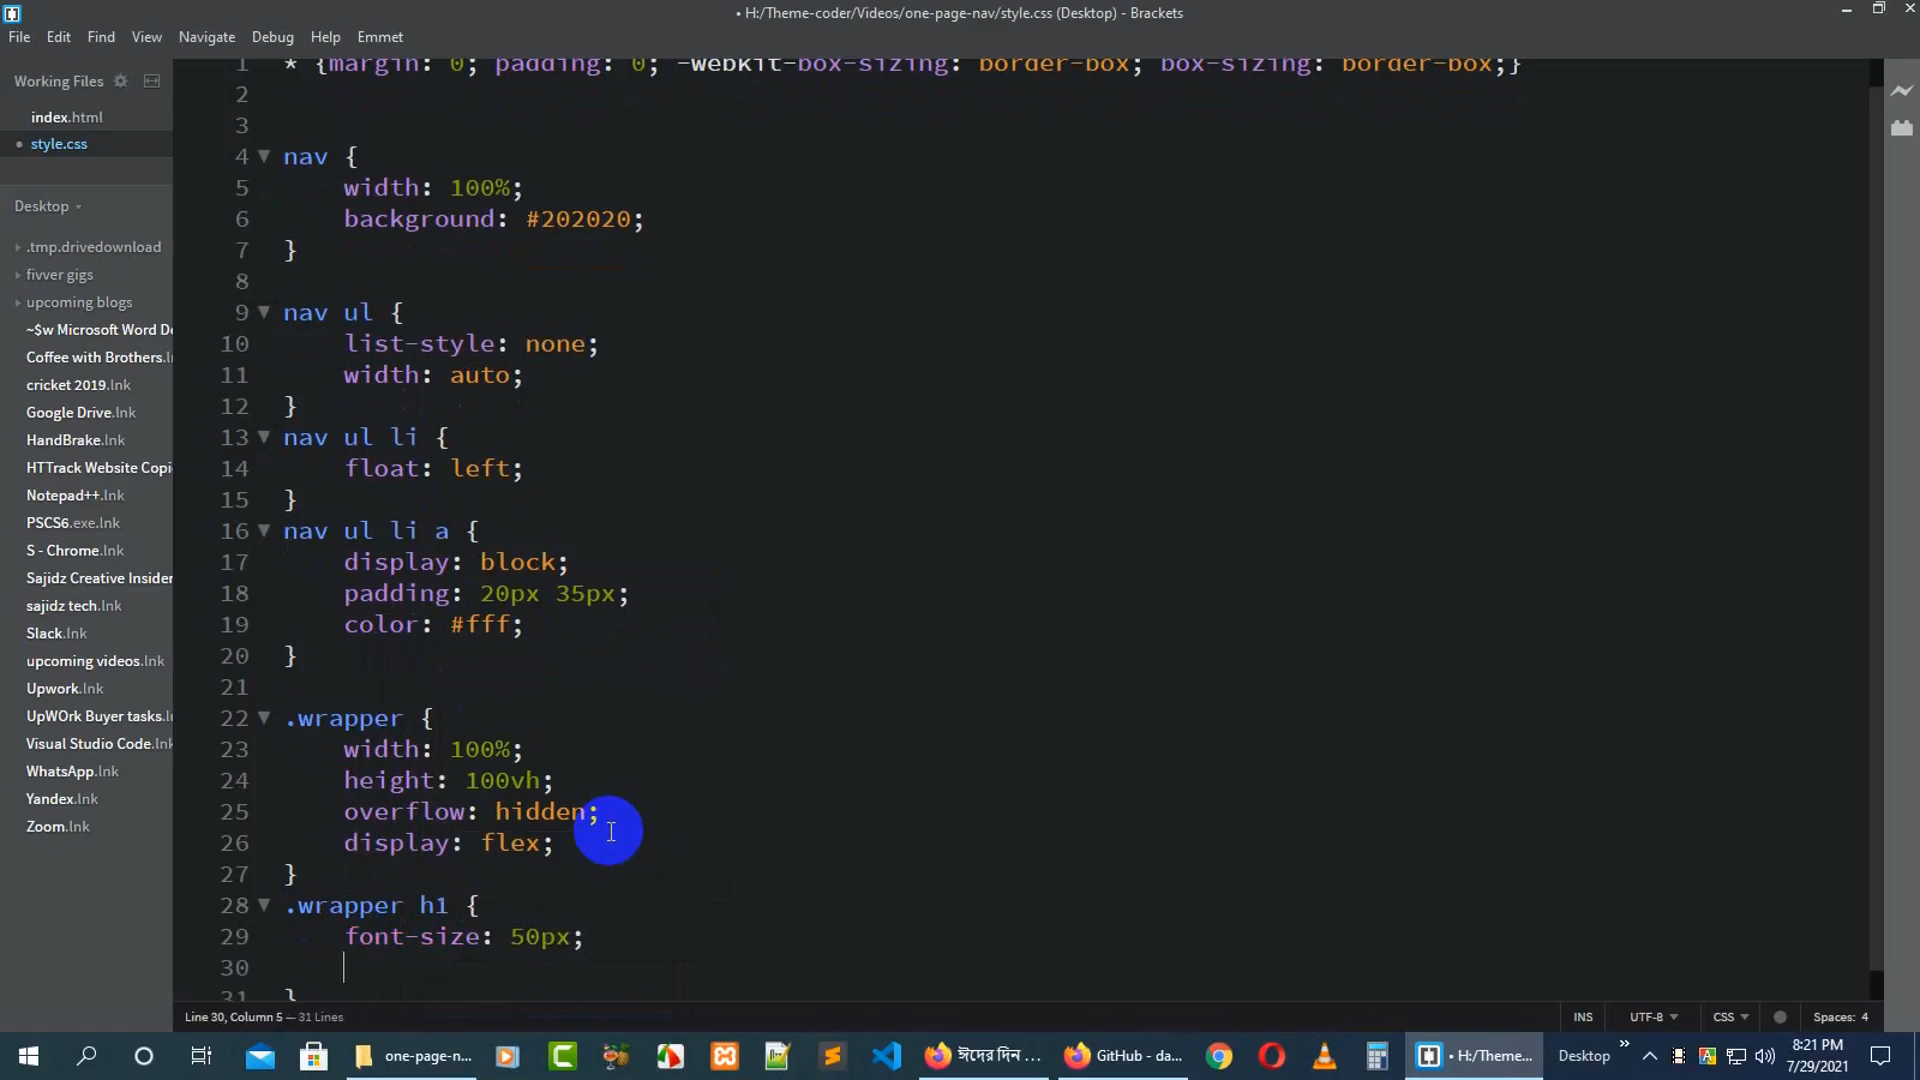 • H:/Theme-coder/Videos/one-page-nav/style.css (Desktop) - Brackets
File Edit Find View Navigate Debug Help Emmet
Working Files
index.html
• style.css
Desktop
.tmp.drivedownload
fivver gigs
upcoming blogs
~$w Microsoft Word De
Coffee with Brothers.l
cricket 2019.lnk
Google Drive.lnk
HandBrake.lnk
HTTrack Website Copi
Notepad++.lnk
PSCS6.exe.lnk
S - Chrome.lnk
Sajidz Creative Insider
sajidz tech.lnk
Slack.lnk
upcoming videos.lnk
Upwork.lnk
UpWOrk Buyer tasks.l
Visual Studio Code.lnk
WhatsApp.lnk
Yandex.lnk
Zoom.lnk
1 * {margin: 0; padding: 0; -webkit-box-sizing: border-box; box-sizing: border-box;}
2
3
4 nav {
5 width: 100%;
6 background: #202020;
7 }
8
9 nav ul {
10 list-style: none;
11 width: auto;
12 }
13 nav ul li {
14 float: left;
15 }
16 nav ul li a {
17 display: block;
18 padding: 20px 35px;
19 color: #fff;
20 }
21
22 .wrapper {
23 width: 100%;
24 height: 100vh;
25 overflow: hidden;
26 display: flex;
27 }
28 .wrapper h1 {
29 font-size: 50px;
30
31 }
Line 30, Column 5 — 31 Lines
INS UTF-8 CSS Spaces: 4
one-page-n...
ঈদের দিন ...
GitHub - da...
• H:/Theme...
Desktop
8:21 PM
7/29/2021